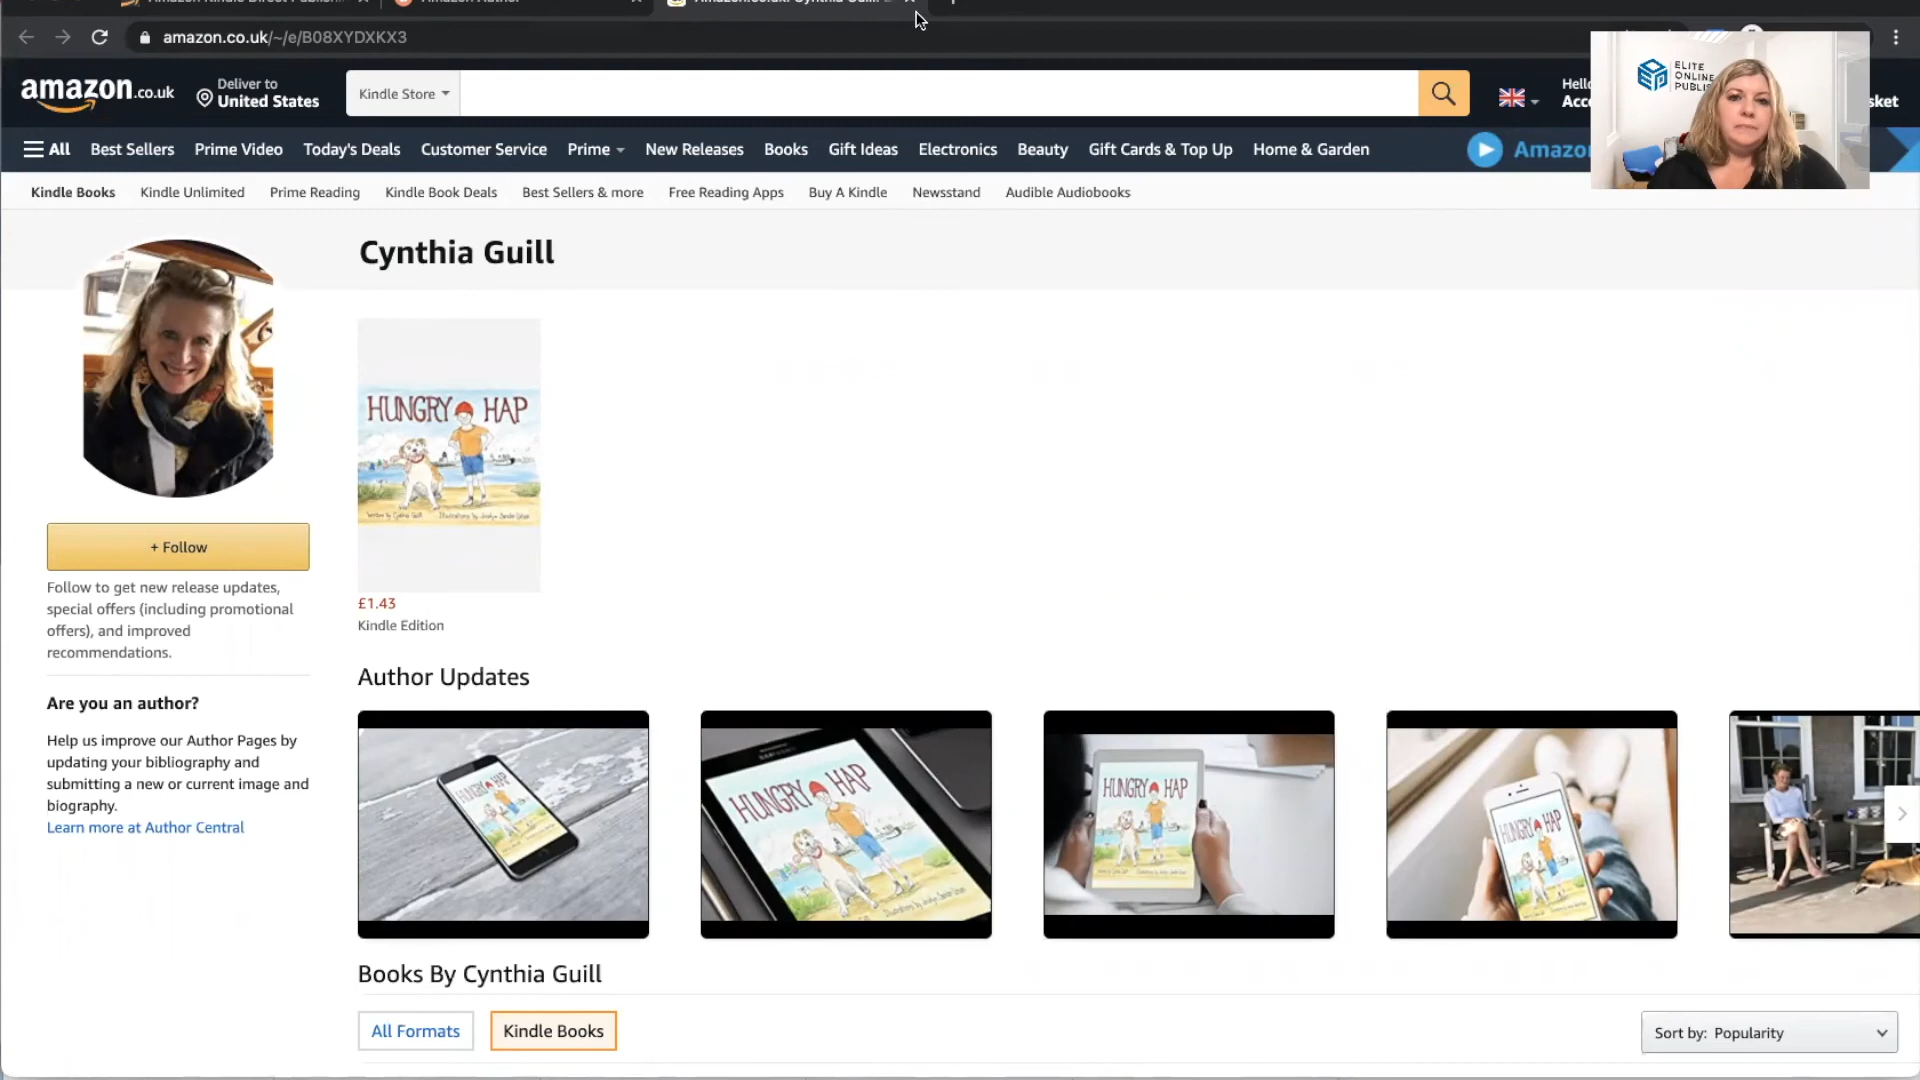 amazon.co.uk/~/e/B08XYDXKX3
ELITE
ONLINE
amazon.co.uk
Deliver to
United States
Kindle Store
All
Best Sellers
Prime Video
Today's Deals
Customer Service
Prime
New Releases
Books
Gift Ideas
Electronics
Beauty
Gift Cards & Top Up
Home & Garden
Kindle Books
Kindle Unlimited
Prime Reading
Kindle Book Deals
Best Sellers & more
Free Reading Apps
Buy A Kindle
Newsstand
Audible Audiobooks
Cynthia Guill
HUNGRY HAP
£1.43
Kindle Edition
+ Follow
Follow to get new release updates,
special offers (including promotional
offers), and improved
recommendations.
Are you an author?
Help us improve our Author Pages by
updating your bibliography and
submitting a new or current image and
biography.
Learn more at Author Central
Author Updates
HUNGRY HAP
HUNGRY HAP
HUNGRY HAP
HUNGRY HAP
Books By Cynthia Guill
All Formats
Kindle Books
Sort by: Popularity